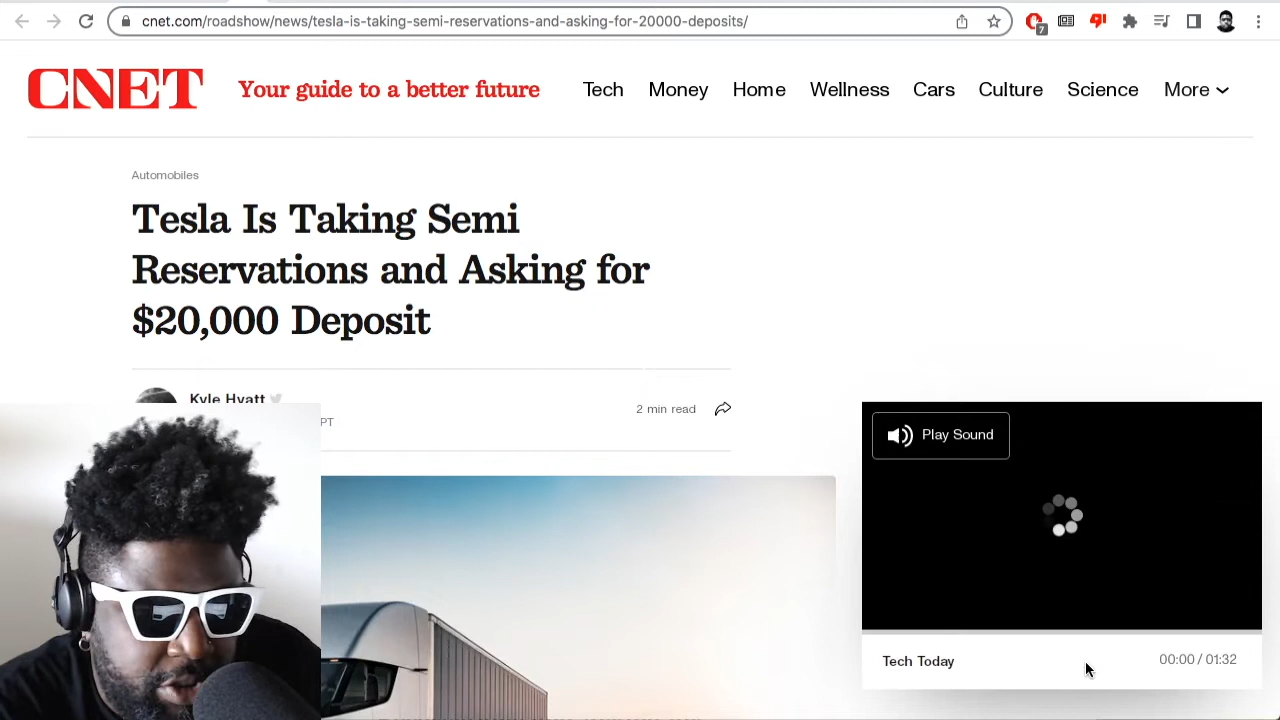 cnet.com/roadshow/news/tesla-is-taking-semi-reservations-and-asking-for-20000-deposits/
7
CNET
Your guide to a better future
Tech Money Home Wellness Cars Culture Science More
Automobiles
Tesla Is Taking Semi
Reservations and Asking for
$20,000 Deposit
Kyle Hyatt
PT
2 min read
Play Sound
Tech Today
00:00 / 01:32